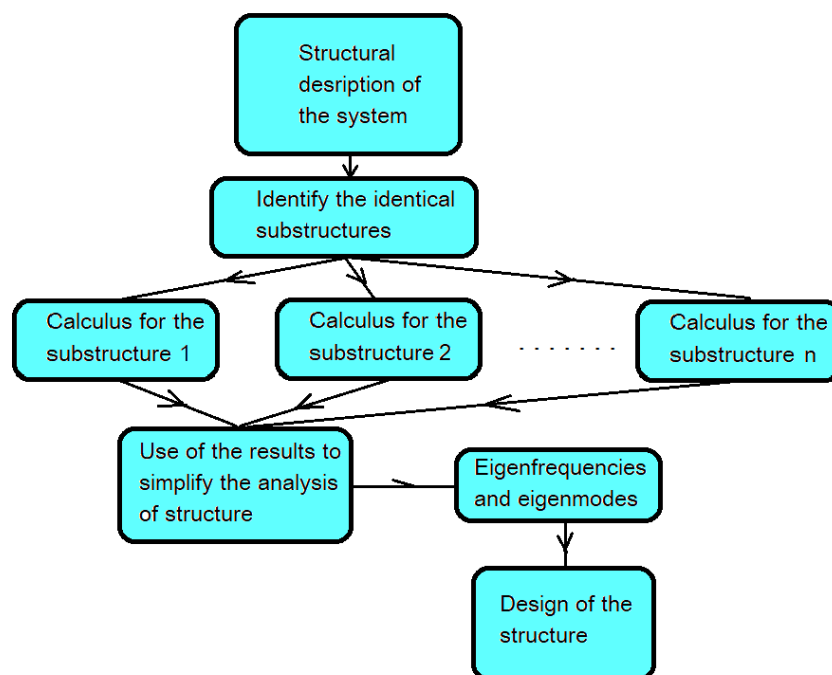 Structural
desription of
the system
Identify the identical
substructures
Calculus for the
substructure 1
Calculus for the
substructure 2
. . . . . . . .
Calculus for the
substructure n
Use of the results to
simplify the analysis
of structure
Eigenfrequencies
and eigenmodes
Design of the
structure